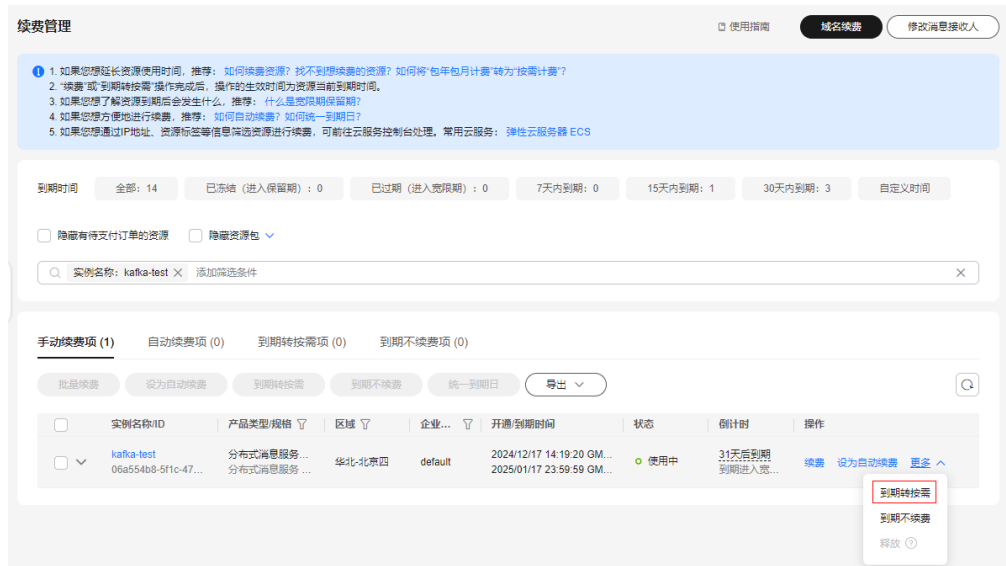 续费管理
使用指南
域名续费
修改消息接收人
1. 如果您想延长资源使用时间，推荐： 如何续费资源？找不到想续费的资源？如何将“包年包月计费”转为“按需计费”？
2. “续费”或“到期转按需”操作完成后，操作的生效时间为资源当前到期时间。
3. 如果您想了解资源到期后会发生什么，推荐： 什么是宽限期保留期？
4. 如果您想方便地进行续费，推荐： 如何自动续费？如何统一到期日？
5. 如果您想通过IP地址、资源标签等信息筛选资源进行续费，可前往云服务控制台处理。常用云服务： 弹性云服务器 ECS
到期时间 全部：14 已冻结（进入保留期）：0 已过期（进入宽限期）：0 7天内到期：0 15天内到期：1 30天内到期：3 自定义时间
隐藏有待支付订单的资源 隐藏资源包
实例名称：kafka-test 添加筛选条件
手动续费项 (1) 自动续费项 (0) 到期转按需项 (0) 到期不续费项 (0)
批量续费 设为自动续费 到期转按需 到期不续费 统一到期日 导出
实例名称/ID 产品类型/规格 区域 企业... 开通/到期时间 状态 倒计时 操作
kafka-test 分布式消息服务... 华北-北京四 default 2024/12/17 14:19:20 GM... 使用中 31天后到期 续费 设为自动续费 更多
06a554b8-5f1c-47... 分布式消息服务 ... 2025/01/17 23:59:59 GM... 到期进入宽...
到期转按需
到期不续费
释放